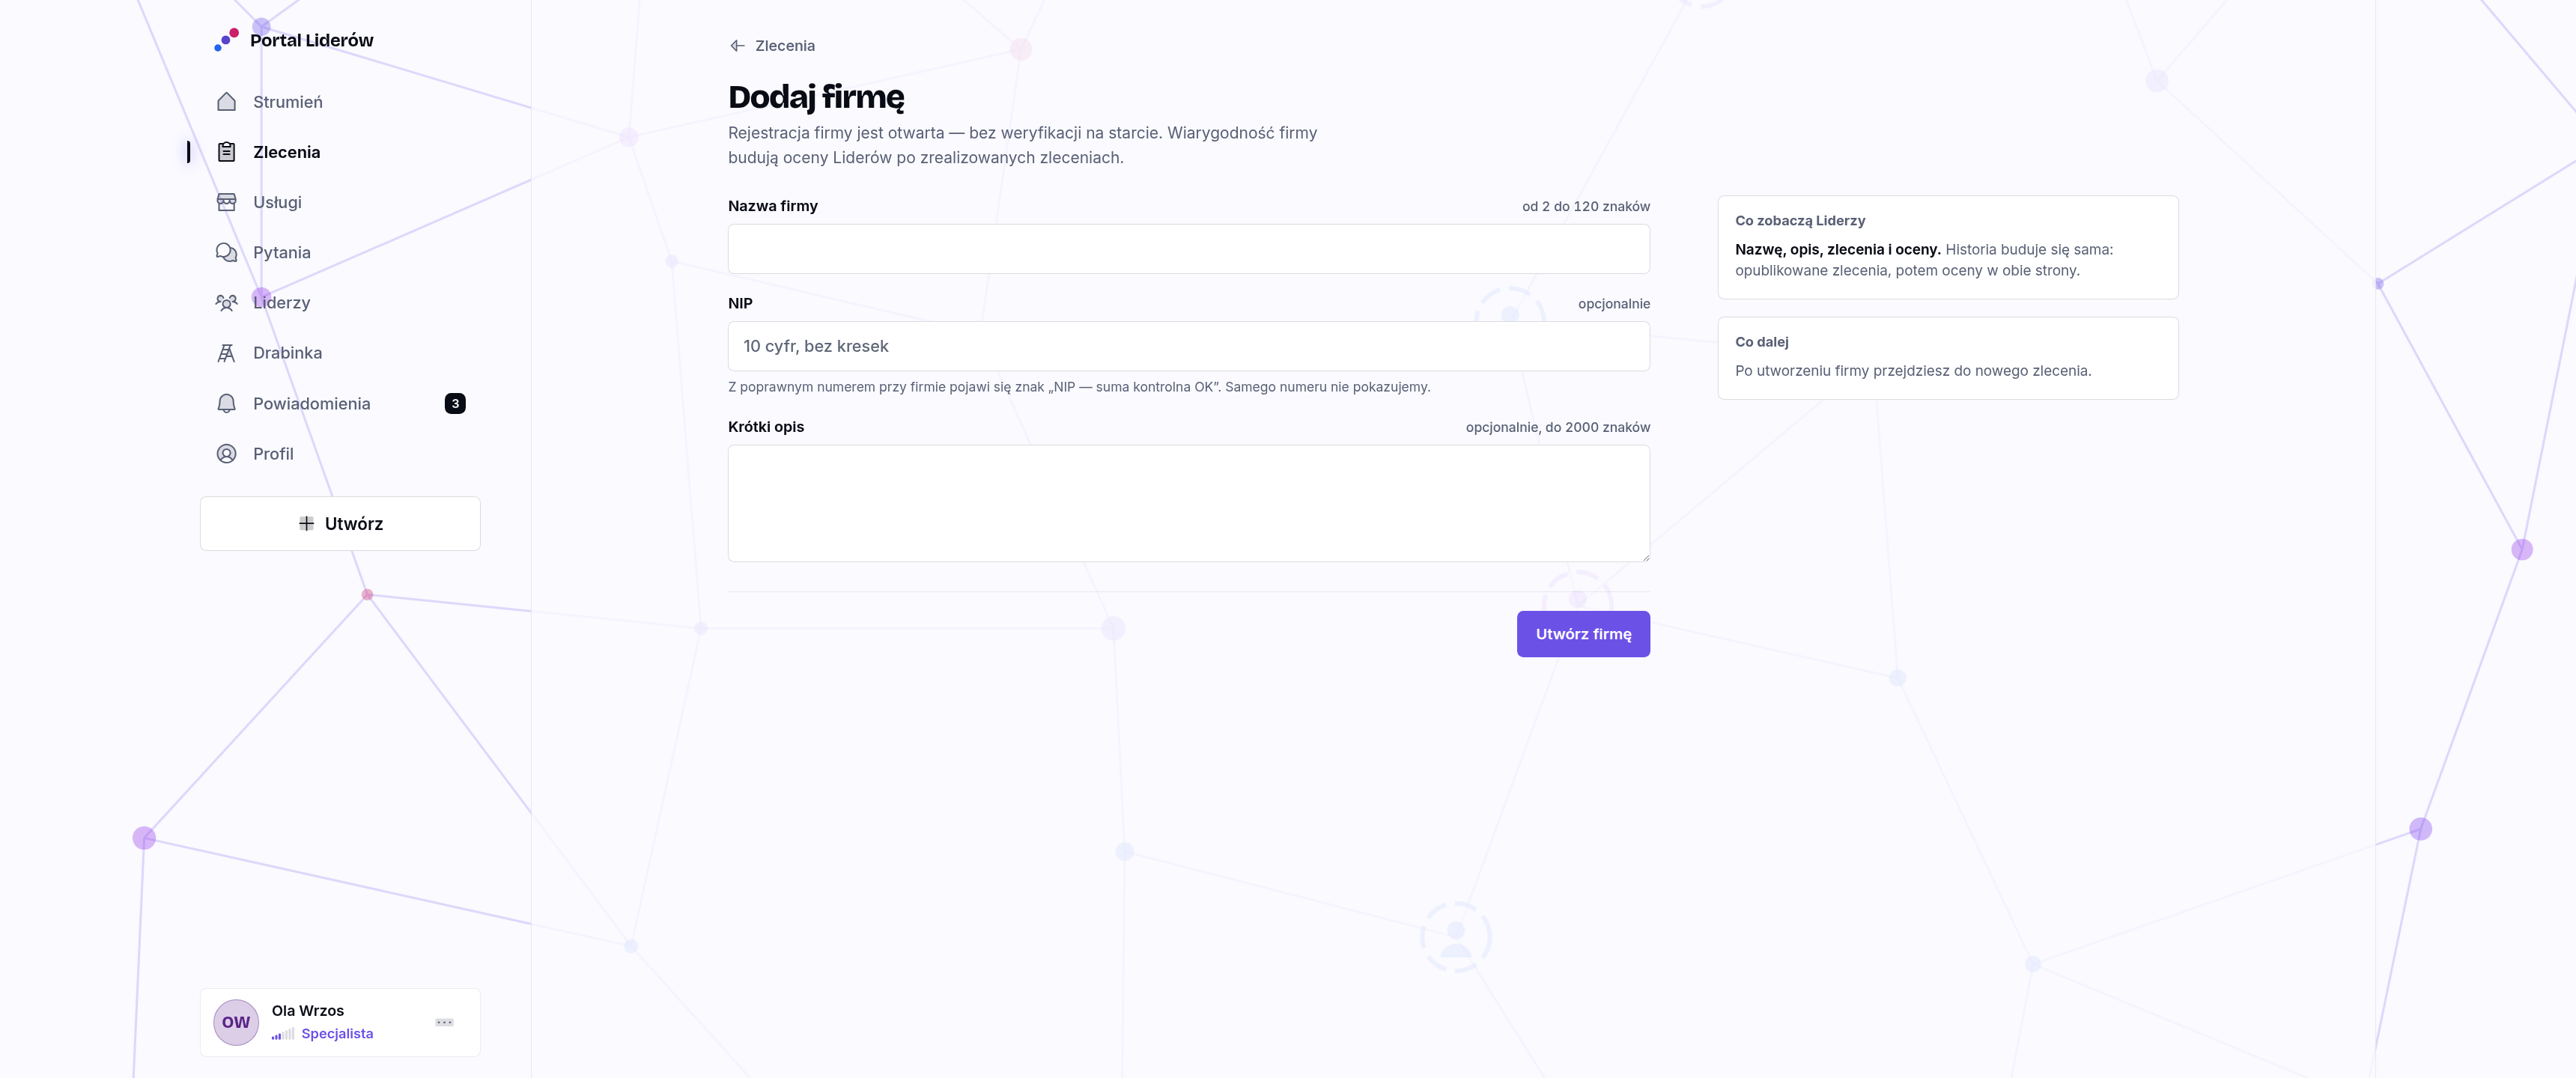 Portal Liderów
Strumień
Zlecenia
Usługi
Pytania
Liderzy
Drabinka
Powiadomienia
3
Profil
Utwórz
OW
Ola Wrzos
Specjalista
Zlecenia
Dodaj firmę
Rejestracja firmy jest otwarta — bez weryfikacji na starcie. Wiarygodność firmy
budują oceny Liderów po zrealizowanych zleceniach.
Nazwa firmy
od 2 do 120 znaków
NIP
opcjonalnie
10 cyfr, bez kresek
Z poprawnym numerem przy firmie pojawi się znak „NIP — suma kontrolna OK”. Samego numeru nie pokazujemy.
Krótki opis
opcjonalnie, do 2000 znaków
Utwórz firmę
Co zobaczą Liderzy
Nazwę, opis, zlecenia i oceny. Historia buduje się sama:
opublikowane zlecenia, potem oceny w obie strony.
Co dalej
Po utworzeniu firmy przejdziesz do nowego zlecenia.